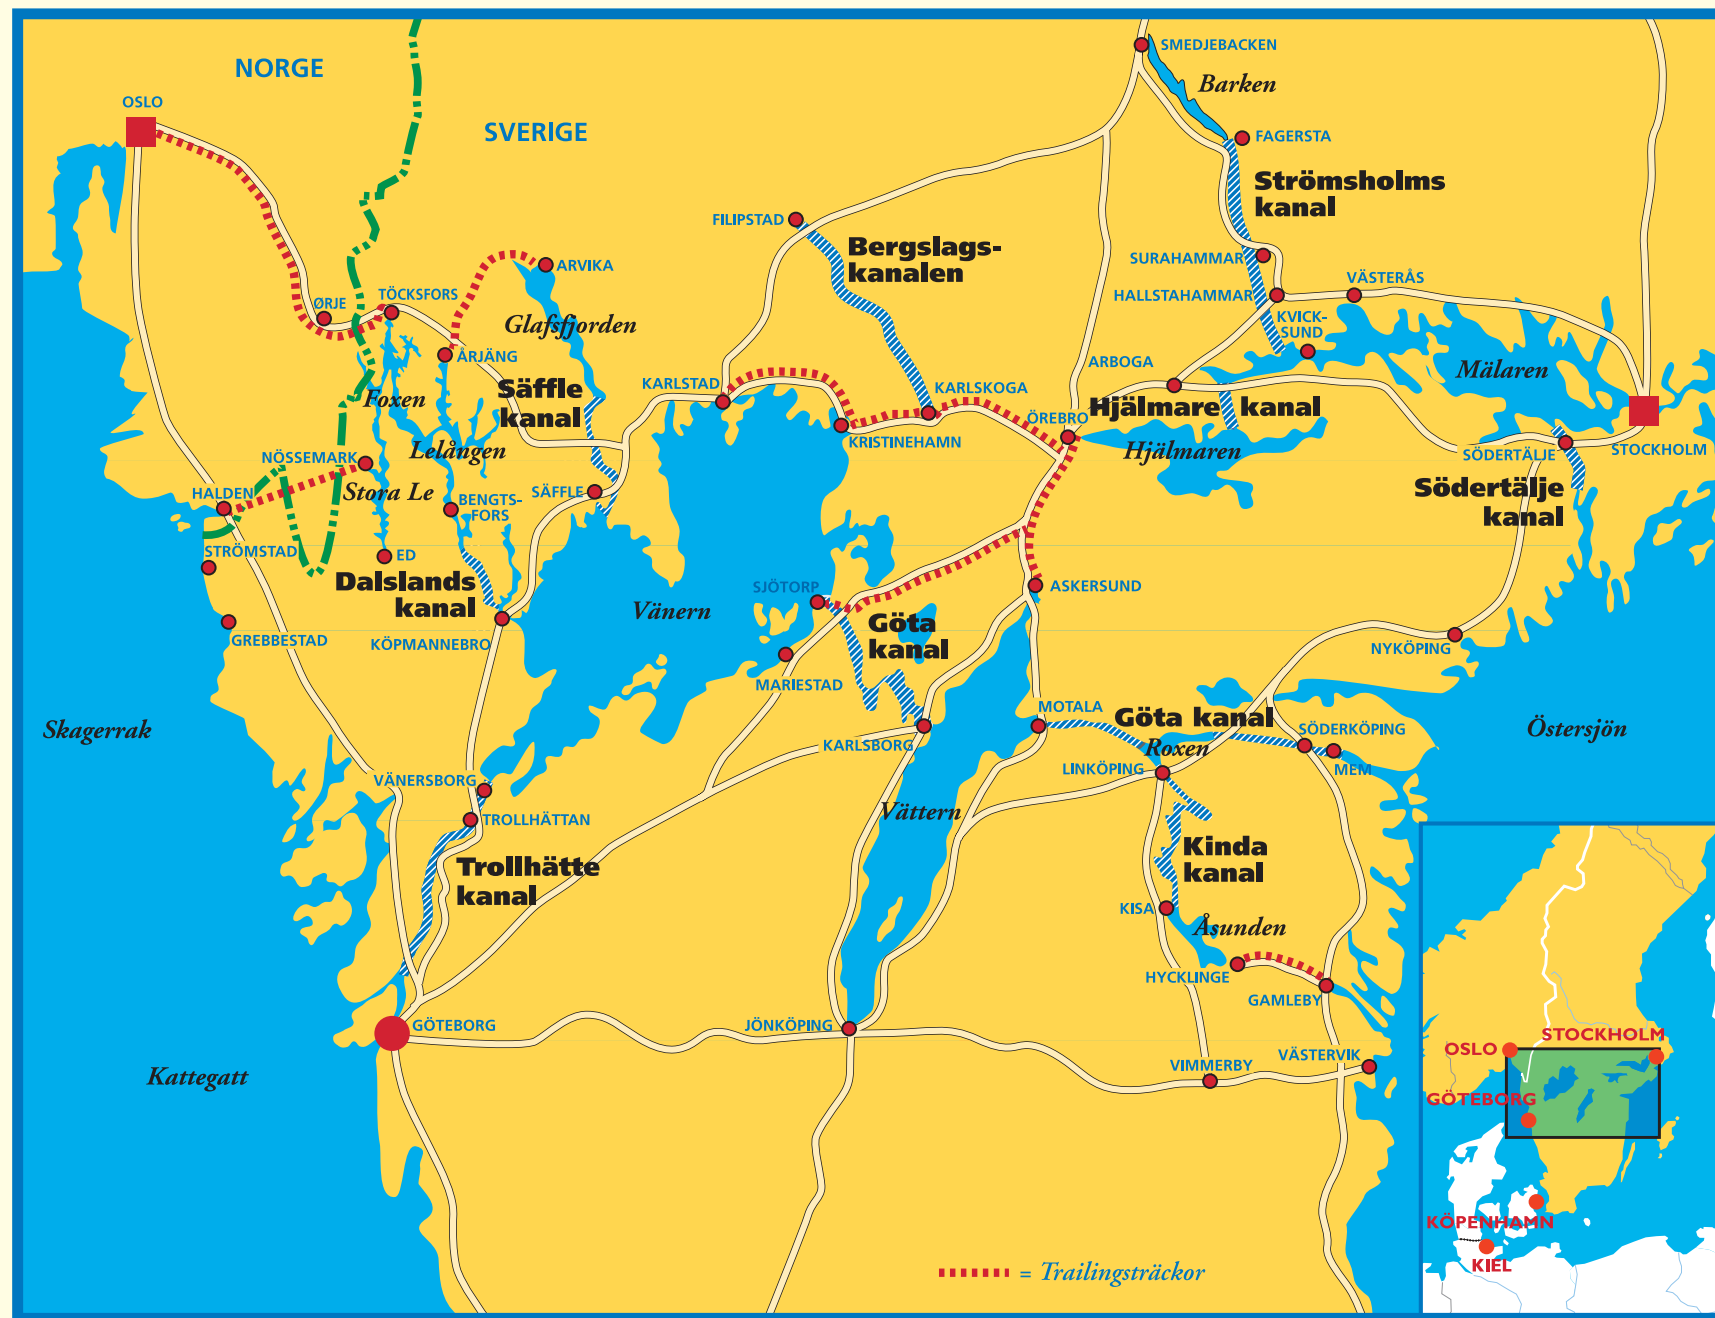 SMEDJEBACKEN
NORGE
Barken
OSLO
SVERIGE
FAGERSTA
Strömsholms
kanal
FILIPSTAD
Bergslags-
kanalen
SURAHAMMAR
ARVIKA
VÄSTERÅS
HALLSTAHAMMAR
TÖCKSFORS
ØRJE
KVICK-
SUND
Glafsfjorden
ÅRJÄNG
ARBOGA
Mälaren
Säffle
kanal
KARLSTAD
KARLSKOGA
Foxen
Hjälmare kanal
ÖREBRO
KRISTINEHAMN
Lelången
Hjälmaren
NÖSSEMARK
SÖDERTÄLJE
STOCKHOLM
HALDEN
Stora Le
SÄFFLE
BENGTS-
FORS
Södertälje
kanal
STRÖMSTAD
ED
Dalslands
kanal
SJÖTORP
ASKERSUND
Vänern
Göta
kanal
GREBBESTAD
KÖPMANNEBRO
NYKÖPING
MARIESTAD
MOTALA
Göta kanal
Skagerrak
Östersjön
SÖDERKÖPING
KARLSBORG
Roxen
LINKÖPING
MEM
VÄNERSBORG
Vättern
TROLLHÄTTAN
Kinda
kanal
Trollhätte
kanal
KISA
Åsunden
HYCKLINGE
GAMLEBY
GÖTEBORG
JÖNKÖPING
STOCKHOLM
OSLO
VÄSTERVIK
VIMMERBY
Kattegatt
GÖTEBORG
KÖPENHAMN
KIEL
= Trailingsträckor